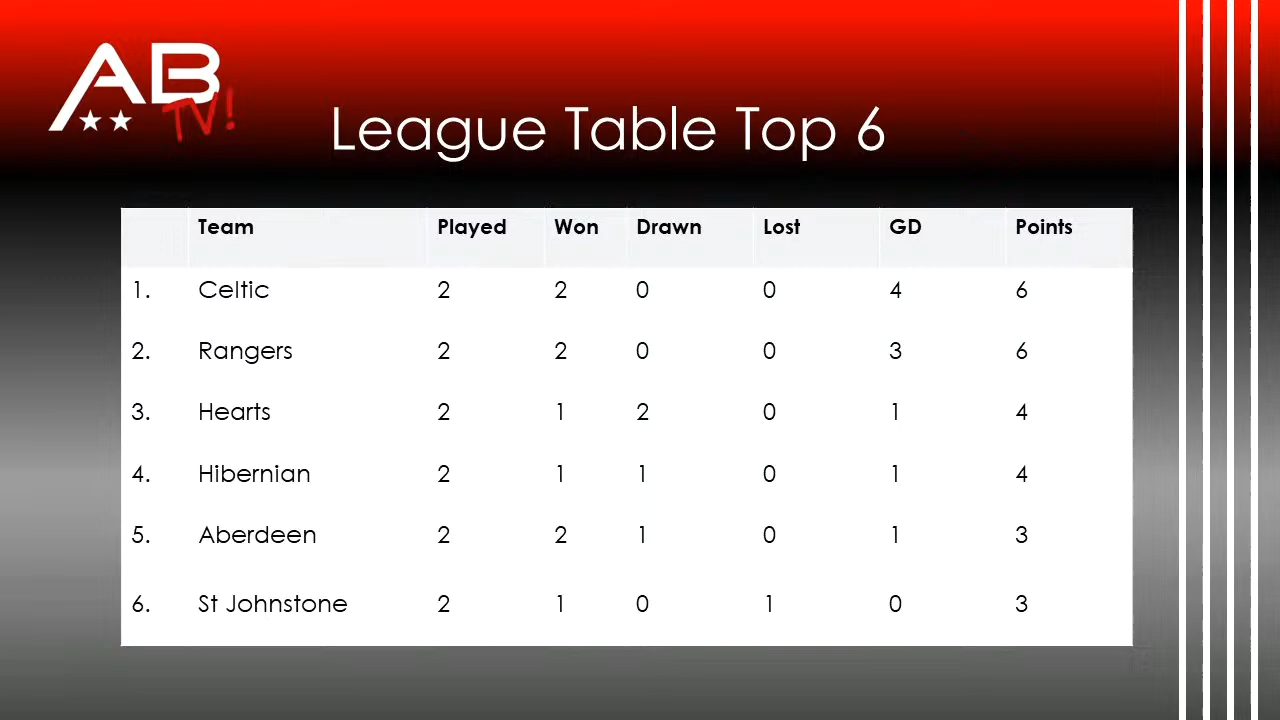 AB
TV!
League Table Top 6
Team Played Won Drawn Lost GD Points
1. Celtic 2 2 0 0 4 6
2. Rangers 2 2 0 0 3 6
3. Hearts 2 1 2 0 1 4
4. Hibernian 2 1 1 0 1 4
5. Aberdeen 2 2 1 0 1 3
6. St Johnstone 2 1 0 1 0 3